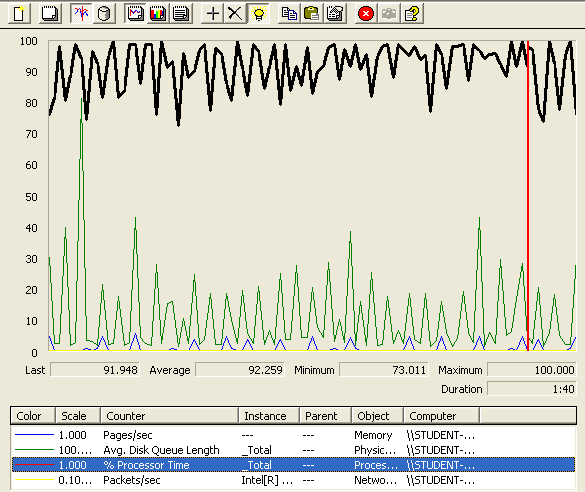 100
90
80
70
60
50
40
30
20
10
0
Last 91.948 Average 92.259 Minimum 73.011 Maximum 100.000
Duration 1:40
Color Scale Counter Instance Parent Object Computer
1.000 Pages/sec --- --- Memory \\STUDENT-...
100.... Avg. Disk Queue Length _Total --- Physic... \\STUDENT-...
1.000 % Processor Time _Total --- Proces... \\STUDENT-...
0.10... Packets/sec Intel[R] ... --- Netwo... \\STUDENT-...